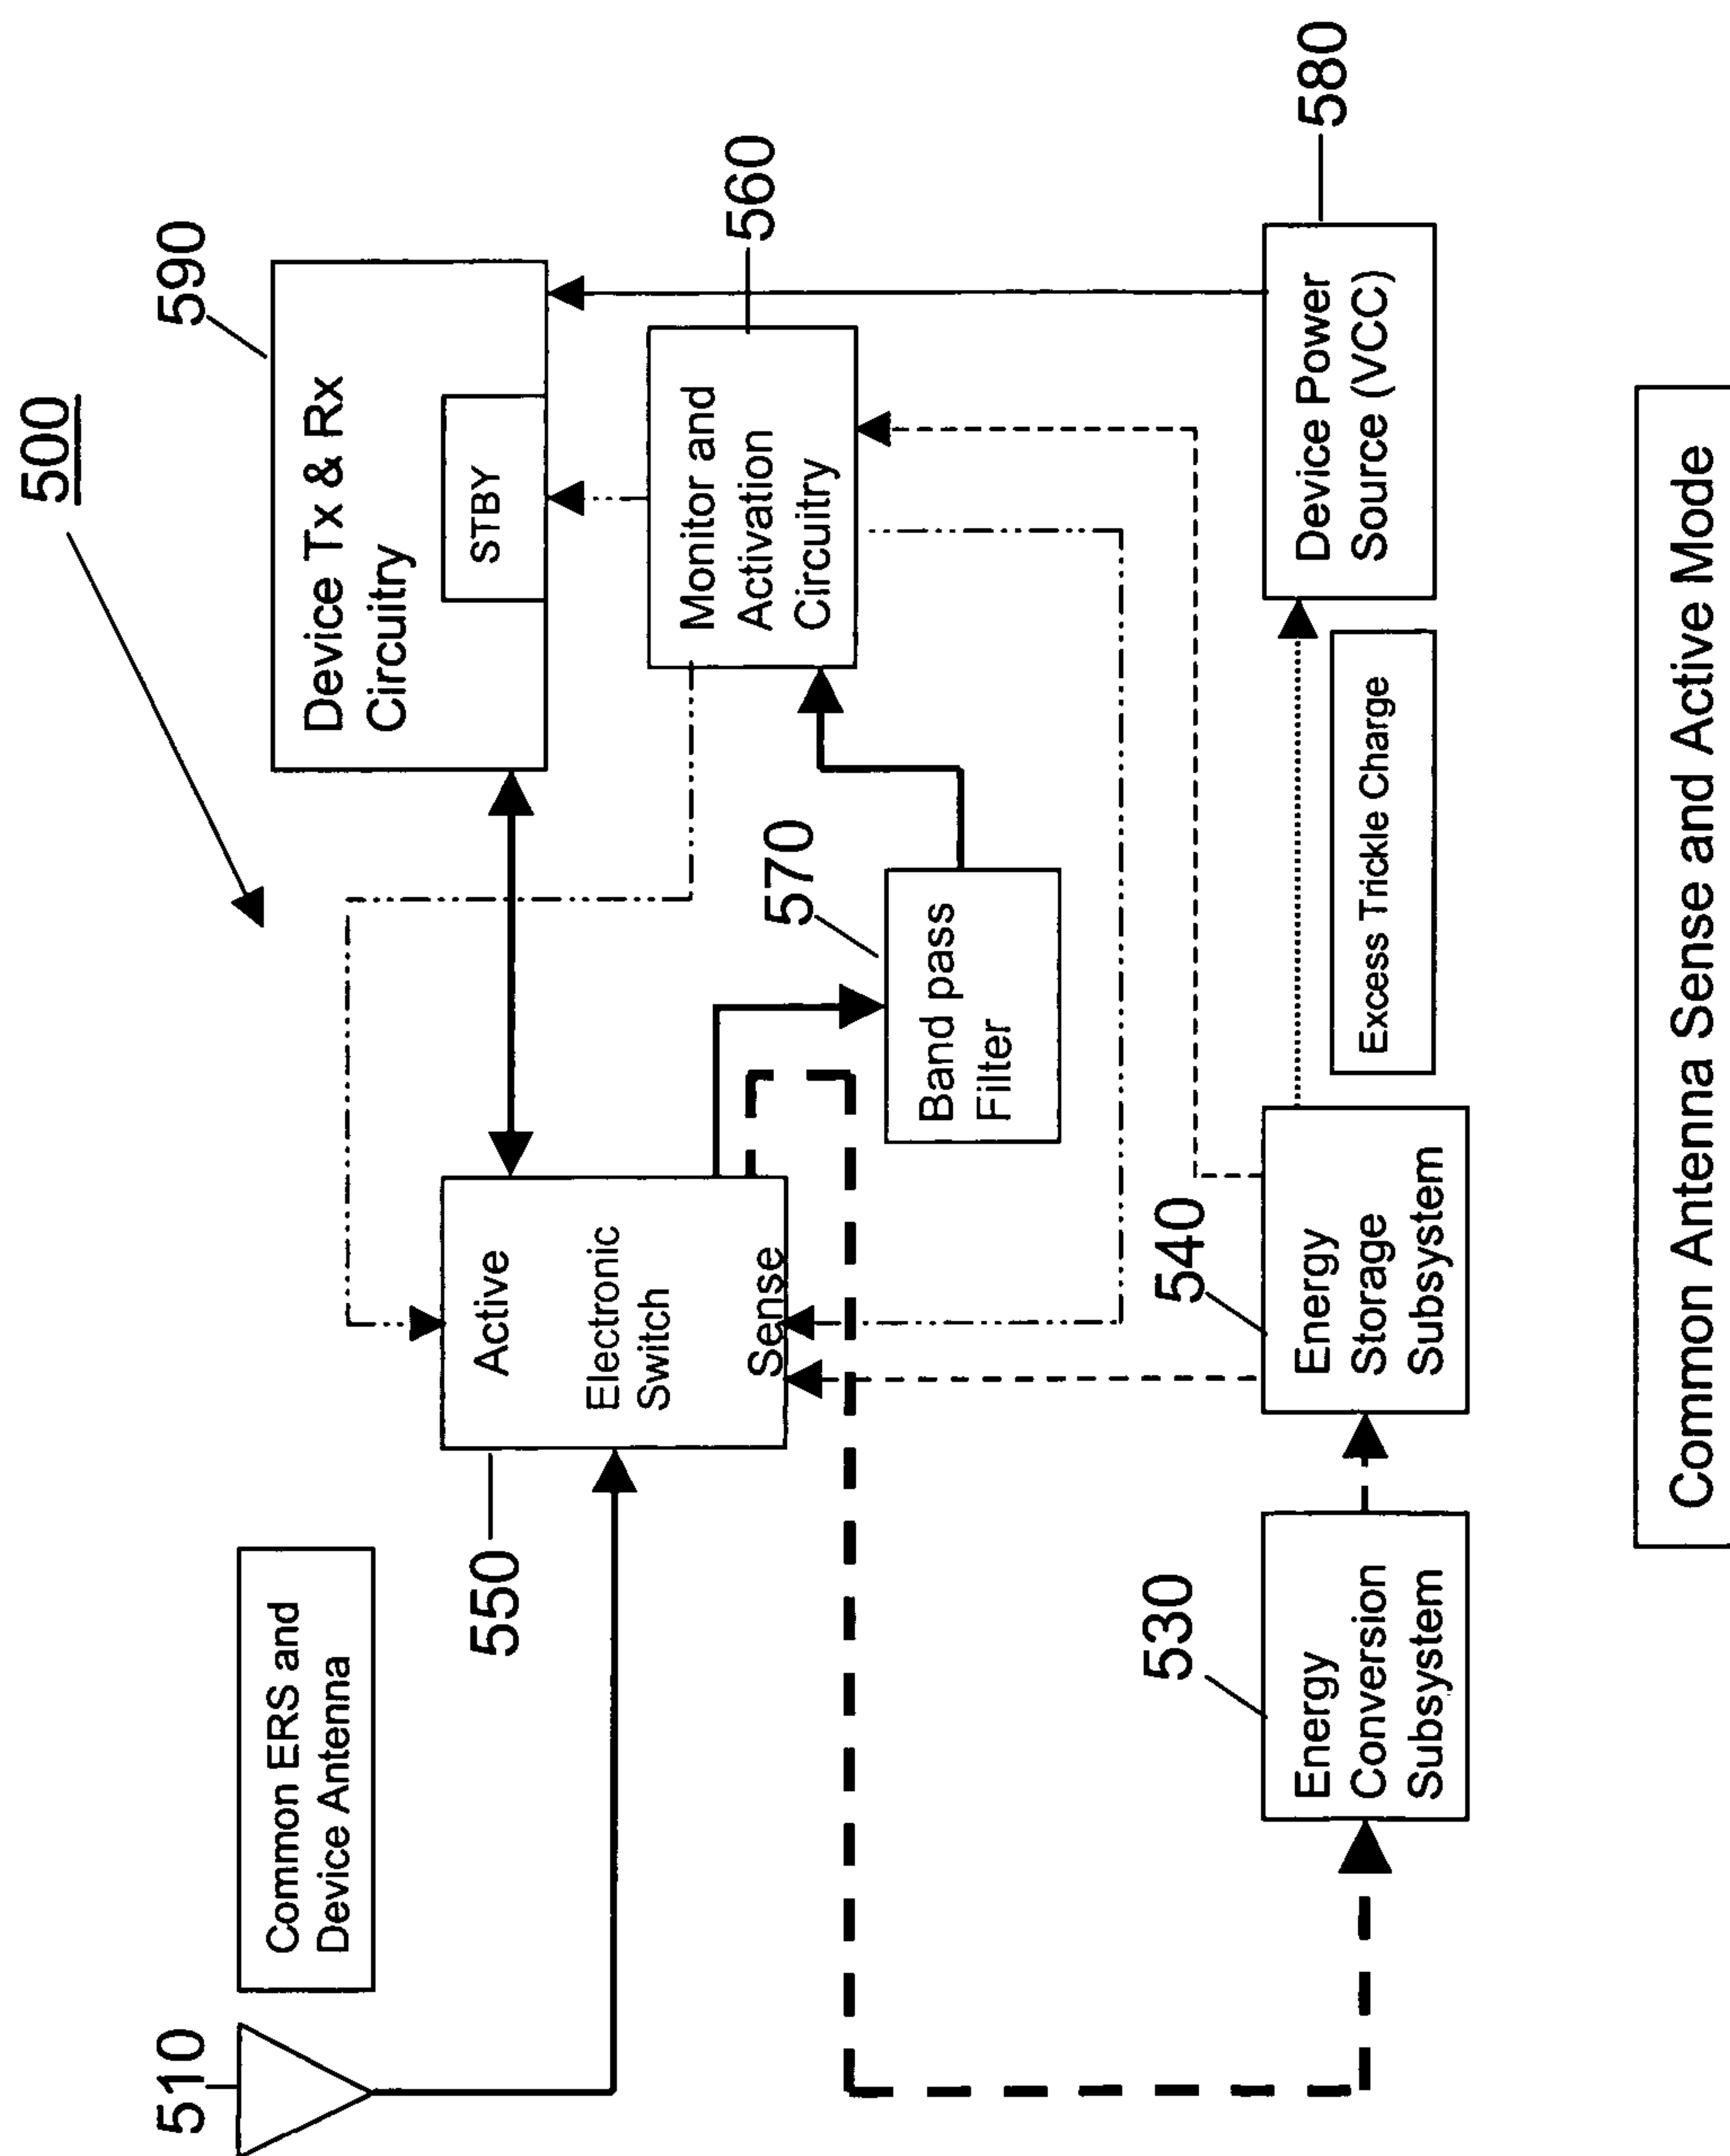 500
510
Common ERS and
Device Antenna
590
Device Tx & Rx
Circuitry
STBY
550
Active
Electronic
Switch
Sense
560
Monitor and
Activation
Circuitry
570
Band pass
Filter
530
Energy
Conversion
Subsystem
540
Energy
Storage
Subsystem
Excess Trickle Charge
580
Device Power
Source (VCC)
Common Antenna Sense and Active Mode